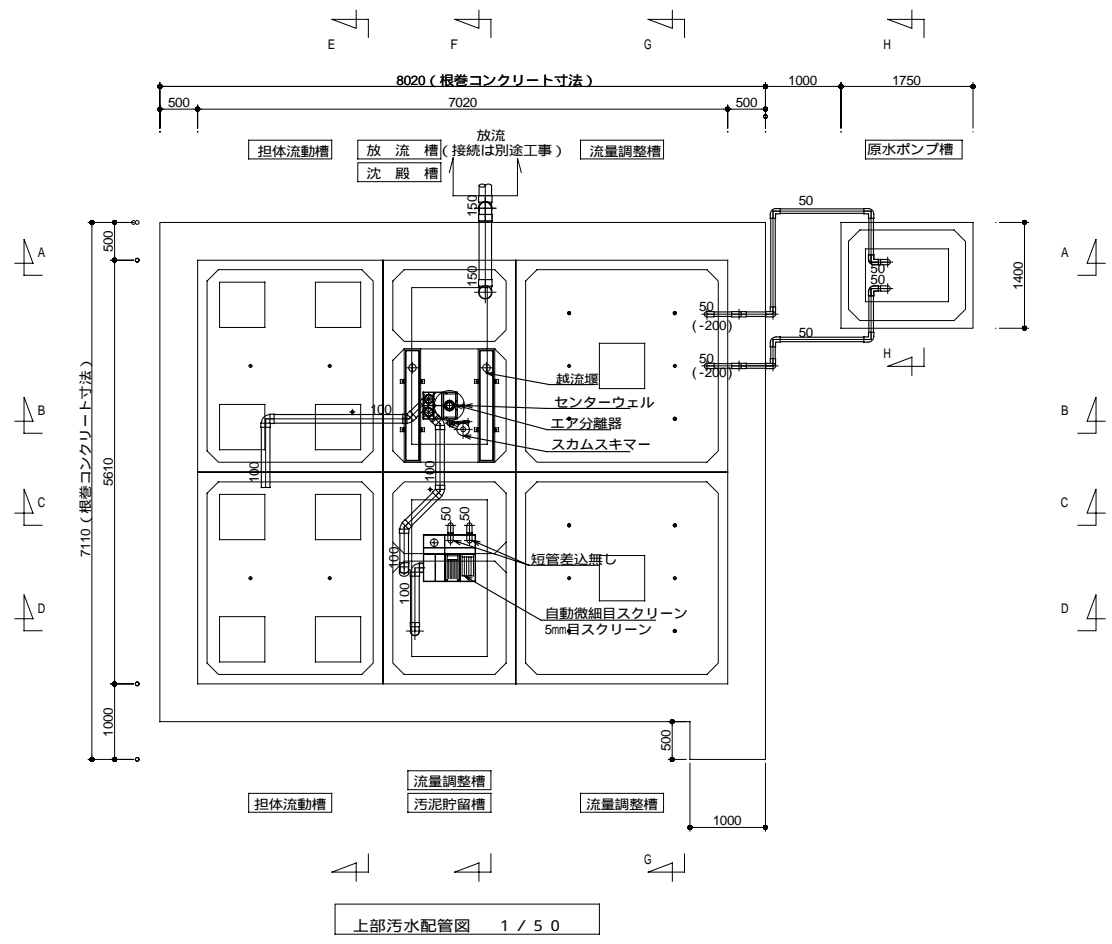 E
F
G
H
8020（根巻コンクリート寸法）
1000
1750
500
7020
500
担体流動槽
放　流　槽
沈　殿　槽
放流
（接続は別途工事）
流量調整槽
原水ポンプ槽
150
150
50
A
500
50
50
1400
A
50
(-200)
50
50
(-200)
H
越流堰
センターウェル
エア分離器
スカムスキマー
B
100
B
7110（根巻コンクリート寸法）
5610
100
100
C
50
50
C
短管差込無し
100
100
D
自動微細目スクリーン
5mm目スクリーン
D
1000
500
流量調整槽
担体流動槽
汚泥貯留槽
流量調整槽
1000
G
上部汚水配管図　１／５０